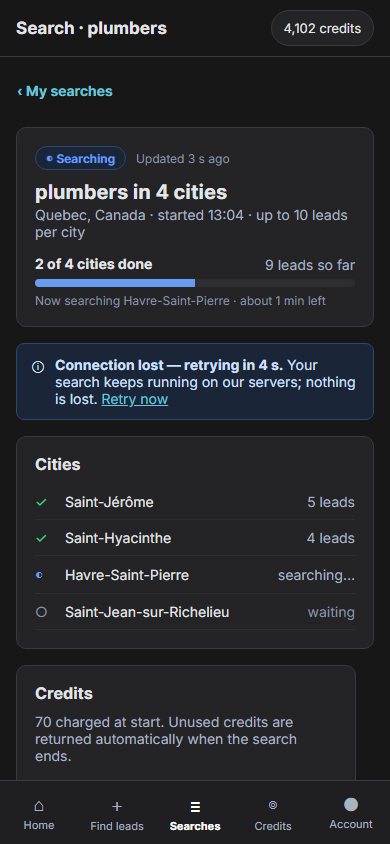 Search · plumbers
4,102 credits
‹ My searches
Searching
Updated 3 s ago
plumbers in 4 cities
Quebec, Canada · started 13:04 · up to 10 leads
per city
2 of 4 cities done
9 leads so far
Now searching Havre-Saint-Pierre · about 1 min left
Connection lost — retrying in 4 s. Your
search keeps running on our servers; nothing
is lost. Retry now
Cities
Saint-Jérôme
5 leads
Saint-Hyacinthe
4 leads
Havre-Saint-Pierre
searching…
Saint-Jean-sur-Richelieu
waiting
Credits
70 charged at start. Unused credits are
returned automatically when the search
ends.
Home
Find leads
Searches
Credits
Account